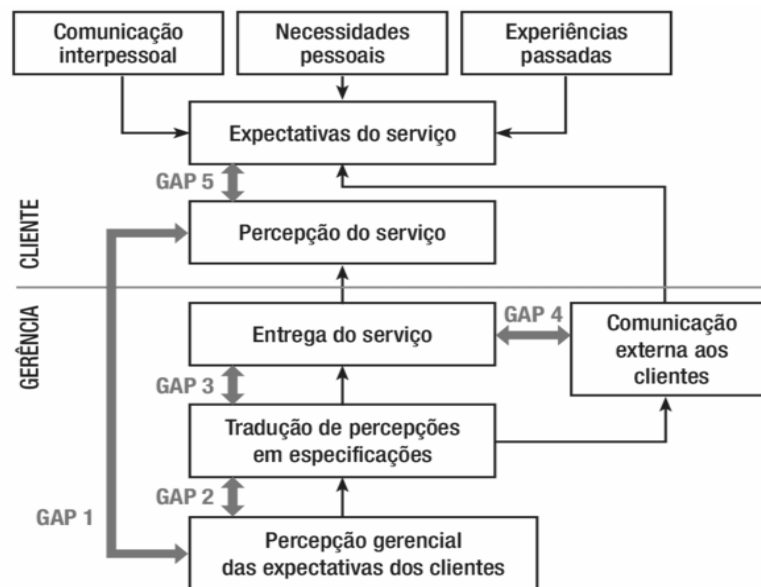 Comunicação
interpessoal
Necessidades
pessoais
Experiências
passadas
Expectativas do serviço
GAP 5
CLIENTE
Percepção do serviço
GERÊNCIA
Entrega do serviço
GAP 4
Comunicação
externa aos
clientes
GAP 3
Tradução de percepções
em especificações
GAP 2
GAP 1
Percepção gerencial
das expectativas dos clientes